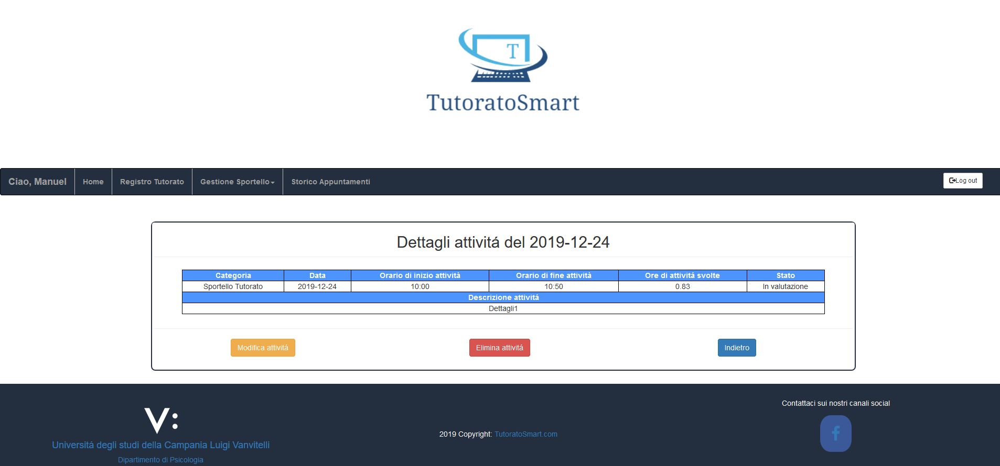 T
TutoratoSmart
Ciao, Manuel Home Registro Tutorato Gestione Sportello Storico Appuntamenti Log out
Dettagli attivitá del 2019-12-24
Categoria Data Orario di inizio attività Orario di fine attività Ore di attivitá svolte Stato
Sportello Tutorato 2019-12-24 10:00 10:50 0.83 In valutazione
Descrizione attivitá
Dettagli1
Modifica attivitá Elimina attivitá Indietro
Contattaci sui nostri canali social
V:
2019 Copyright: TutoratoSmart.com
f
Universitá degli studi della Campania Luigi Vanvitelli
Dipartimento di Psicologia